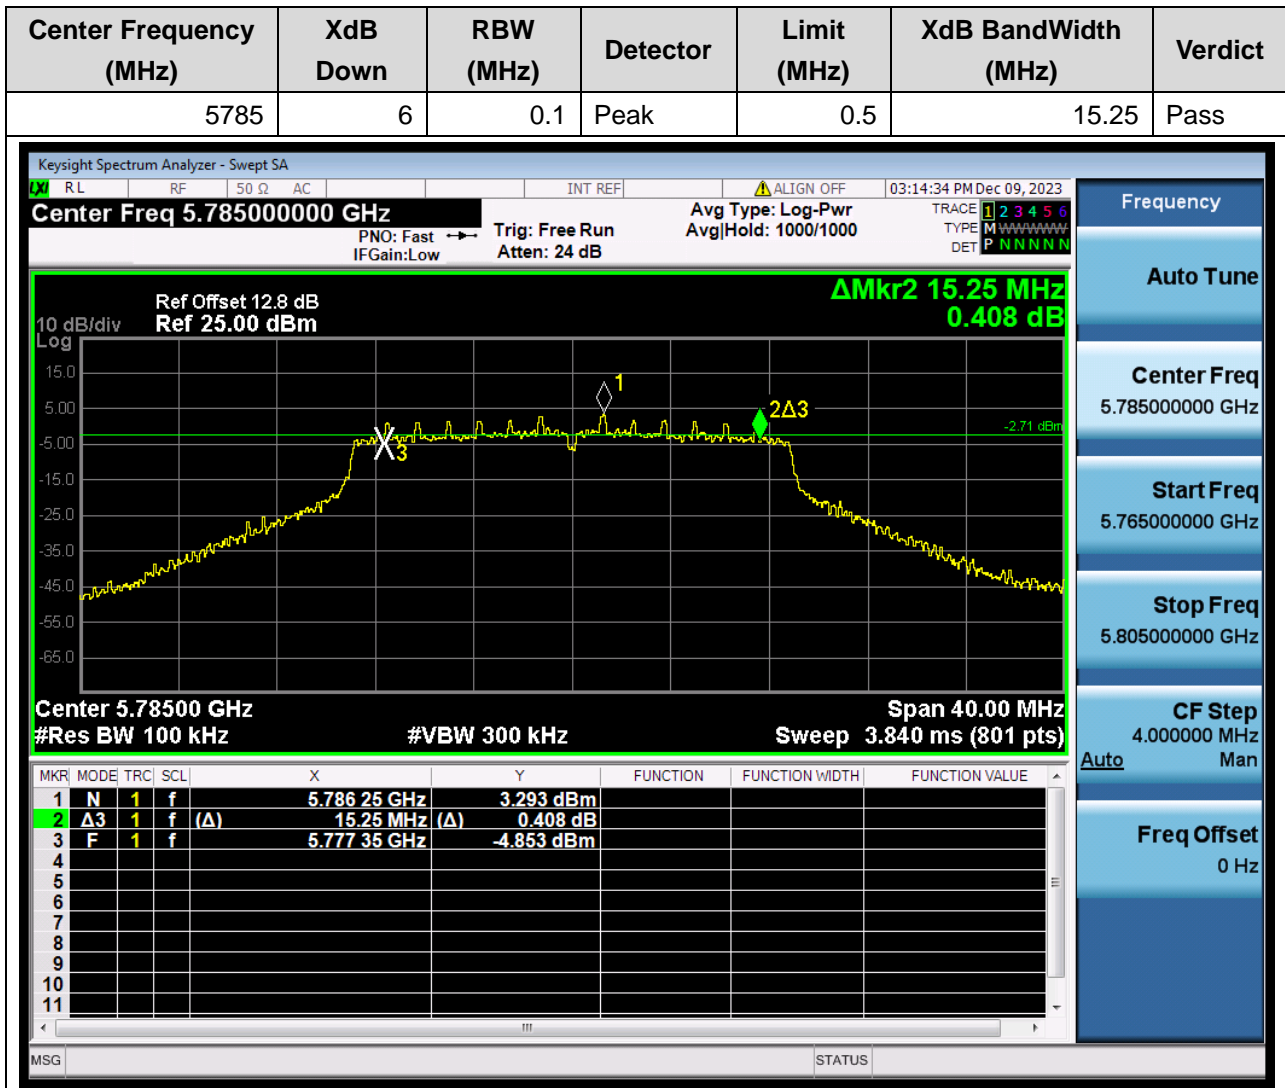 Center Frequency (MHz) XdB Down RBW (MHz) Detector Limit (MHz) XdB BandWidth (MHz) Verdict
5785 6 0.1 Peak 0.5 15.25 Pass
Keysight Spectrum Analyzer - Swept SA
LXI RL RF 50 Ω AC INT REF ALIGN OFF 03:14:34 PM Dec 09, 2023
Center Freq 5.785000000 GHz
PNO: Fast
IFGain:Low
Trig: Free Run
Atten: 24 dB
Avg Type: Log-Pwr
Avg|Hold: 1000/1000
TRACE 1 2 3 4 5 6
TYPE M WWWWW
DET P N N N N N
Frequency
Auto Tune
Center Freq
5.785000000 GHz
Start Freq
5.765000000 GHz
Stop Freq
5.805000000 GHz
CF Step
4.000000 MHz
Auto Man
Freq Offset
0 Hz
ΔMkr2 15.25 MHz
0.408 dB
Ref Offset 12.8 dB
10 dB/div Ref 25.00 dBm
Log
15.0
5.00
-5.00
-15.0
-25.0
-35.0
-45.0
-55.0
-65.0
1
2Δ3
3
-2.71 dBm
Center 5.78500 GHz Span 40.00 MHz
#Res BW 100 kHz #VBW 300 kHz Sweep 3.840 ms (801 pts)
MKR MODE TRC SCL X Y FUNCTION FUNCTION WIDTH FUNCTION VALUE
1 N 1 f 5.786 25 GHz 3.293 dBm
2 Δ3 1 f (Δ) 15.25 MHz (Δ) 0.408 dB
3 F 1 f 5.777 35 GHz -4.853 dBm
4
5
6
7
8
9
10
11
MSG STATUS